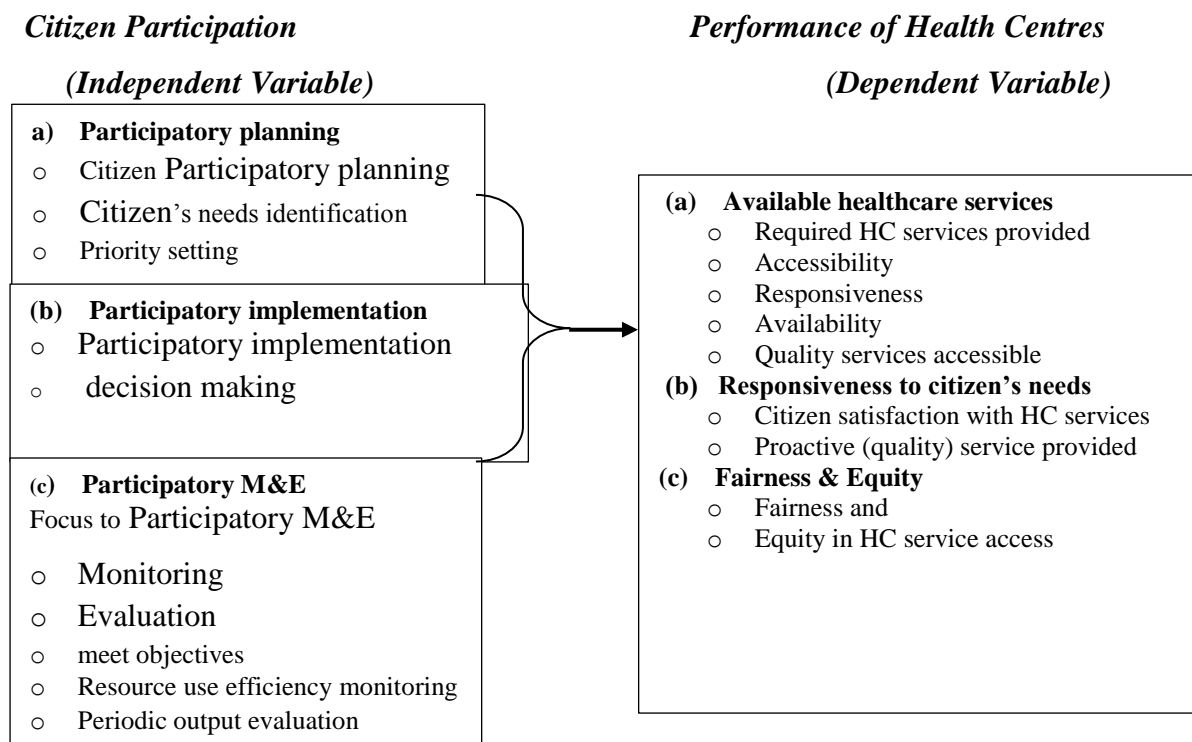 Citizen Participation
(Independent Variable)
a) Participatory planning
o Citizen Participatory planning
o Citizen's needs identification
o Priority setting
(b) Participatory implementation
o Participatory implementation
o decision making
(c) Participatory M&E
Focus to Participatory M&E
o Monitoring
o Evaluation
o meet objectives
o Resource use efficiency monitoring
o Periodic output evaluation
Performance of Health Centres
(Dependent Variable)
(a) Available healthcare services
o Required HC services provided
o Accessibility
o Responsiveness
o Availability
o Quality services accessible
(b) Responsiveness to citizen's needs
o Citizen satisfaction with HC services
o Proactive (quality) service provided
(c) Fairness & Equity
o Fairness and
o Equity in HC service access